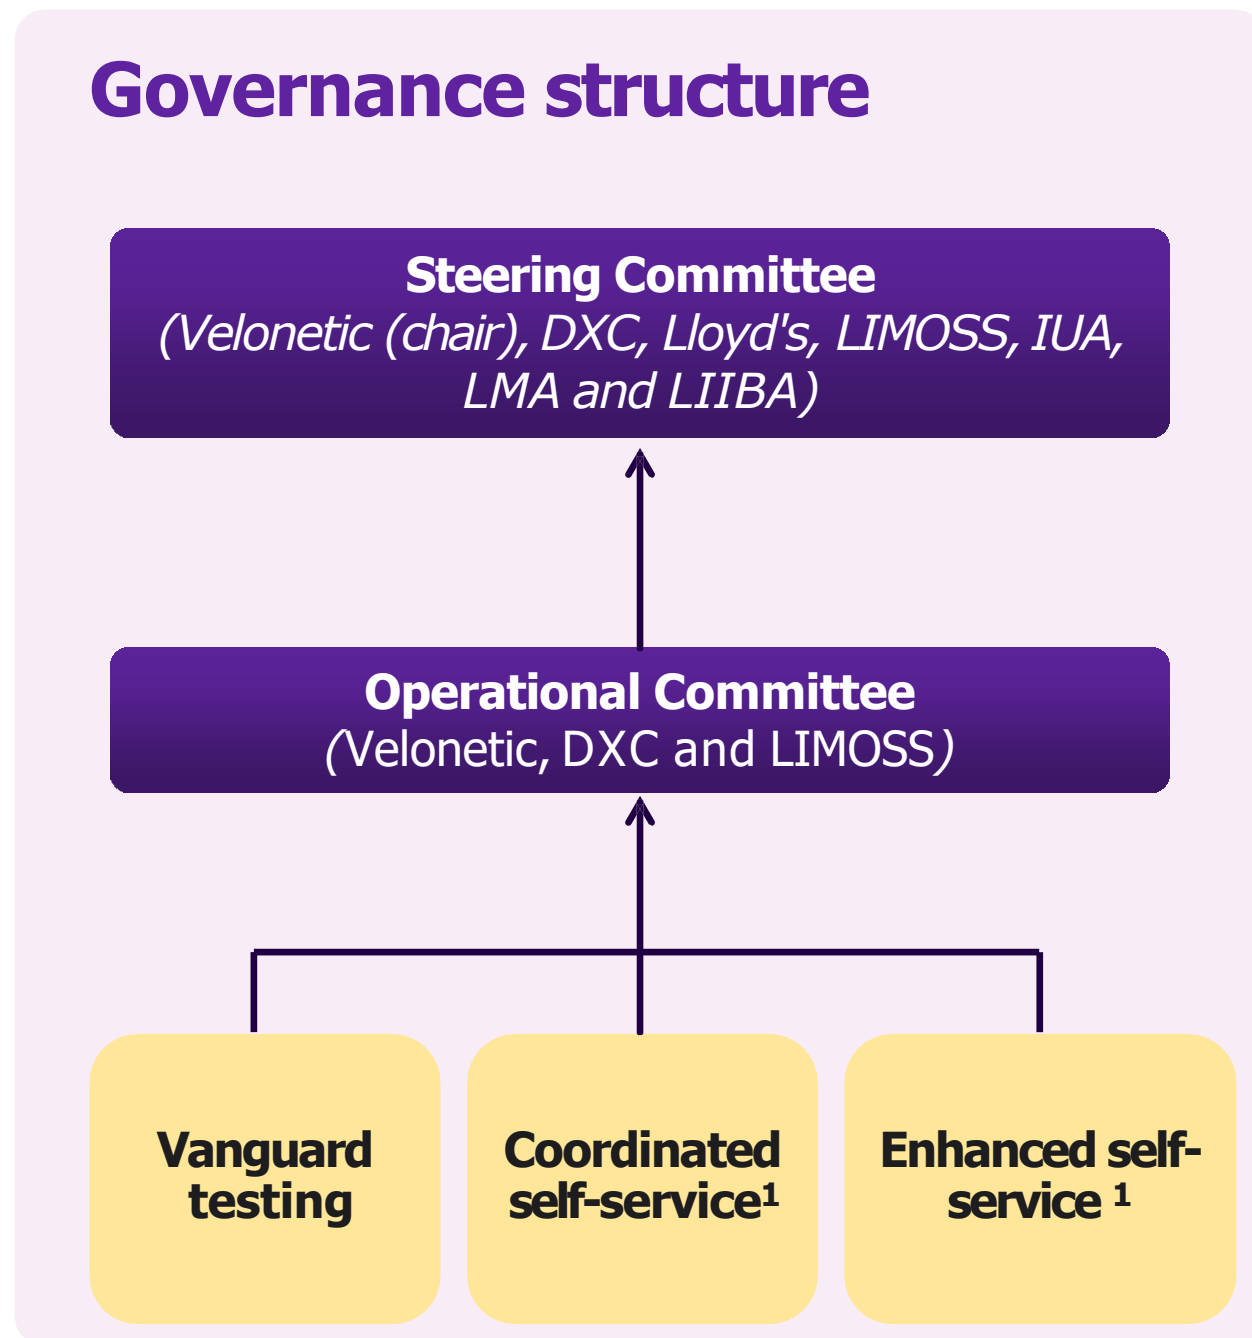 Governance structure
Steering Committee
(Velonetic (chair), DXC, Lloyd's, LIMOSS, IUA,
LMA and LIIBA)
Operational Committee
(Velonetic, DXC and LIMOSS)
Vanguard
testing
Coordinated
self-service¹
Enhanced self-
service ¹